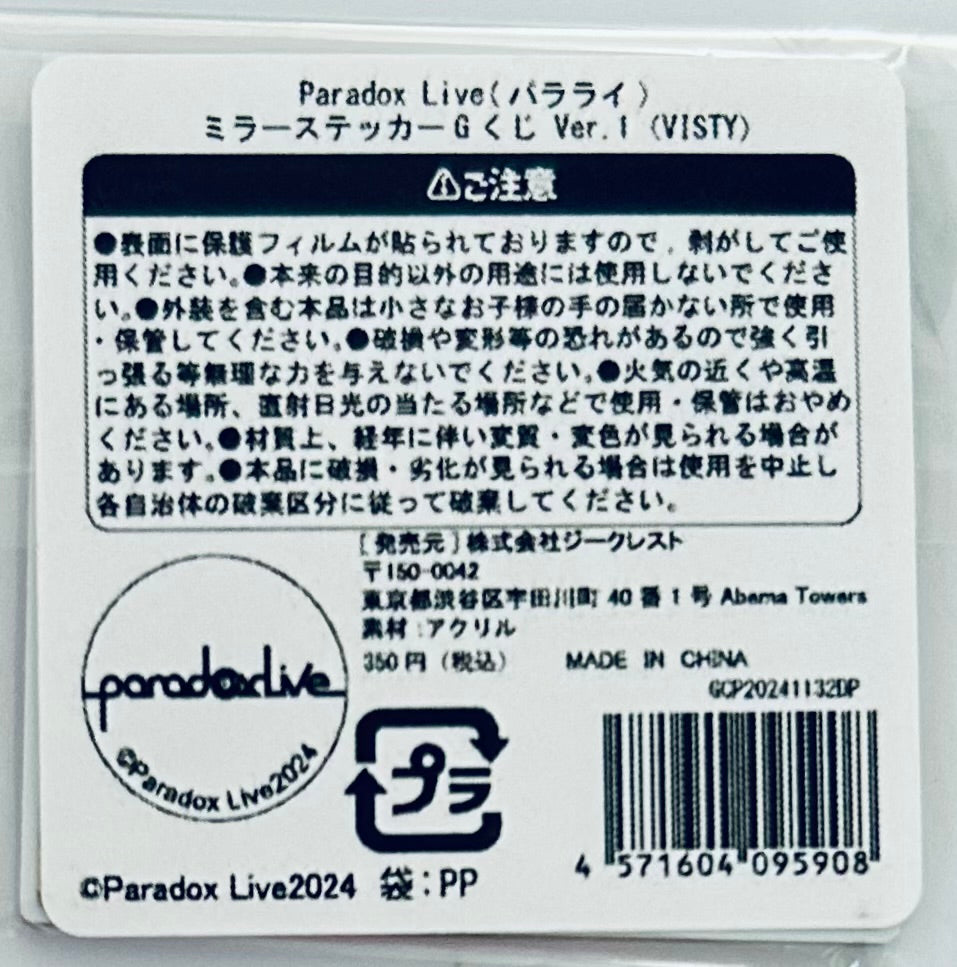 Paradox Live(パラライ)
ミラーステッカーGくじ Ver.1 (VISTY)
⚠ご注意
●表面に保護フィルムが貼られておりますので、剥がしてご使
用ください。●本来の目的以外の用途には使用しないでくださ
い。●外装を含む本品は小さなお子様の手の届かない所で使用
・保管してください。●破損や変形等の恐れがあるので強く引
っ張る等無理な力を与えないでください。●火気の近くや高温
にある場所、直射日光の当たる場所などで使用・保管はおやめ
ください。●材質上、経年に伴い変質・変色が見られる場合が
あります。●本品に破損・劣化が見られる場合は使用を中止し
各自治体の破棄区分に従って破棄してください。
[発売元]株式会社ジークレスト
〒150-0042
東京都渋谷区宇田川町 40 番 1 号 Abema Towers
素材:アクリル
350円(税込) MADE IN CHINA
GCP20241132DP
paradoxLive
©Paradox Live2024
プラ
4 571604 095908
©Paradox Live2024 袋:PP